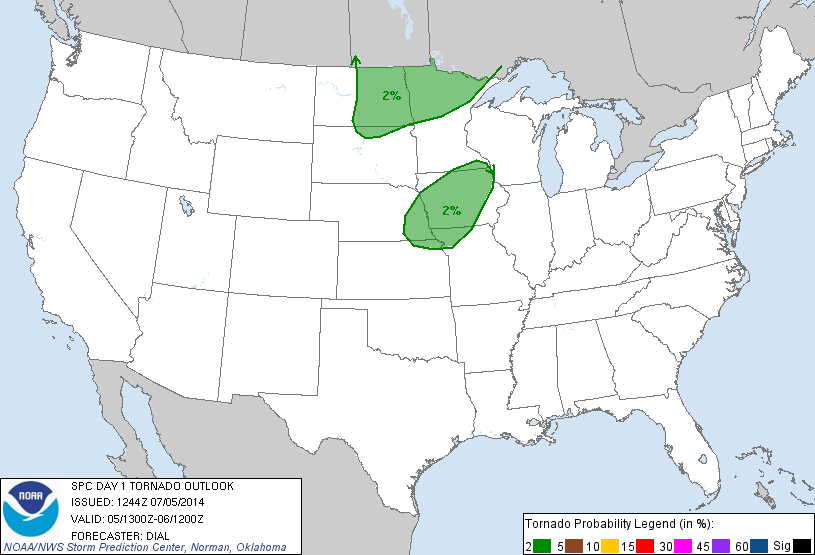 2%
2%
NOAA
SPC DAY 1 TORNADO OUTLOOK
ISSUED: 1244Z 07/05/2014
VALID: 05/1300Z-06/1200Z
FORECASTER: DIAL
NOAA/NWS Storm Prediction Center, Norman, Oklahoma
Tornado Probability Legend (in %):
2 5 10 15 30 45 60 Sig